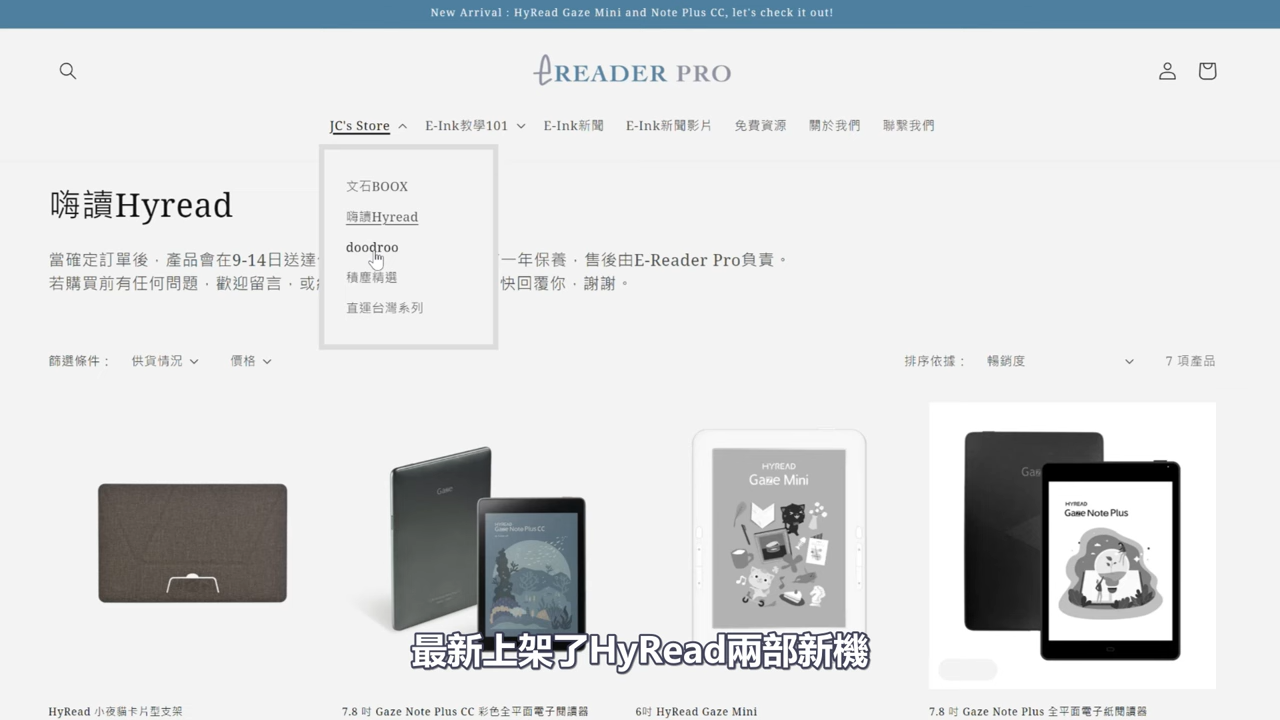 New Arrival : HyRead Gaze Mini and Note Plus CC, let's check it out!
eREADER PRO
JC's Store
E-Ink教學101
E-Ink新聞
E-Ink新聞影片
免費資源
關於我們
聯繫我們
文石BOOX
嗨讀Hyread
doodroo
積塵精選
直運台灣系列
嗨讀Hyread
當確定訂單後，產品會在9-14日送達
一年保養，售後由E-Reader Pro負責。
若購買前有任何問題，歡迎留言，或
快回覆你，謝謝。
篩選條件：
供貨情況
價格
排序依據：
暢銷度
7 項產品
Gaze
HYREAD
Gaze Note Plus CC
HYREAD
Gaze Mini
Ga
HYREAD
Gaze Note Plus
最新上架了HyRead兩部新機
HyRead 小夜貓卡片型支架
7.8 吋 Gaze Note Plus CC 彩色全平面電子閱讀器
6吋 HyRead Gaze Mini
7.8 吋 Gaze Note Plus 全平面電子紙閱讀器